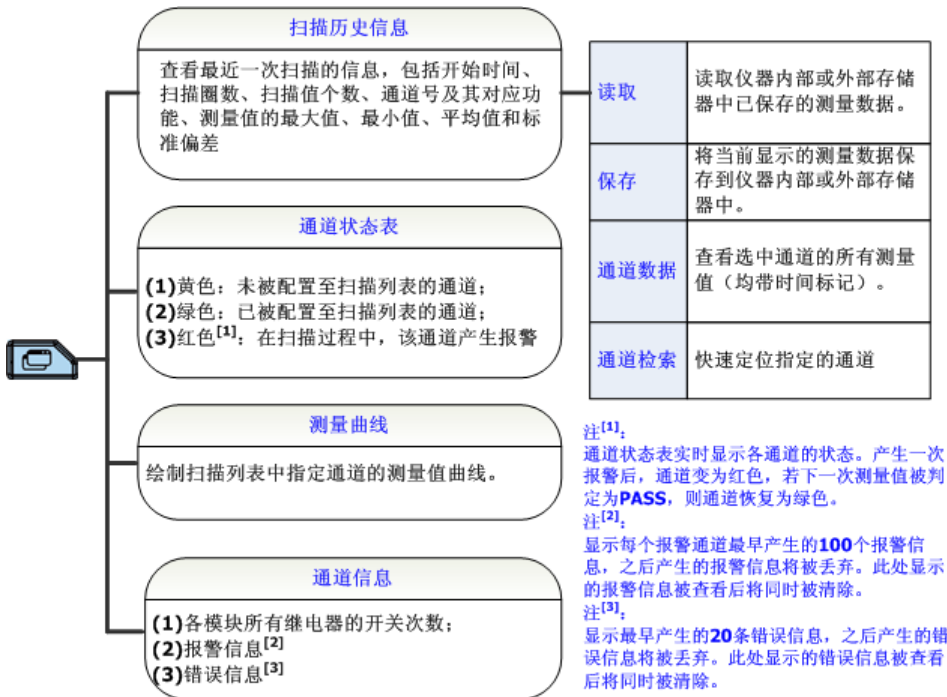 扫描历史信息
查看最近一次扫描的信息，包括开始时间、
扫描圈数、扫描值个数、通道号及其对应功
能、测量值的最大值、最小值、平均值和标
准偏差
读取
读取仪器内部或外部存储
器中已保存的测量数据。
保存
将当前显示的测量数据保
存到仪器内部或外部存储
器中。
通道数据
查看选中通道的所有测量
值（均带时间标记）。
通道检索
快速定位指定的通道
通道状态表
(1)黄色：未被配置至扫描列表的通道；
(2)绿色：已被配置至扫描列表的通道；
(3)红色[1]：在扫描过程中，该通道产生报警
测量曲线
绘制扫描列表中指定通道的测量值曲线。
通道信息
(1)各模块所有继电器的开关次数；
(2)报警信息[2]
(3)错误信息[3]
注[1]：
通道状态表实时显示各通道的状态。产生一次
报警后，通道变为红色，若下一次测量值被判
定为PASS，则通道恢复为绿色。
注[2]：
显示每个报警通道最早产生的100个报警信
息，之后产生的报警信息将被丢弃。此处显示
的报警信息被查看后将同时被清除。
注[3]：
显示最早产生的20条错误信息，之后产生的错
误信息将被丢弃。此处显示的错误信息被查看
后将同时被清除。